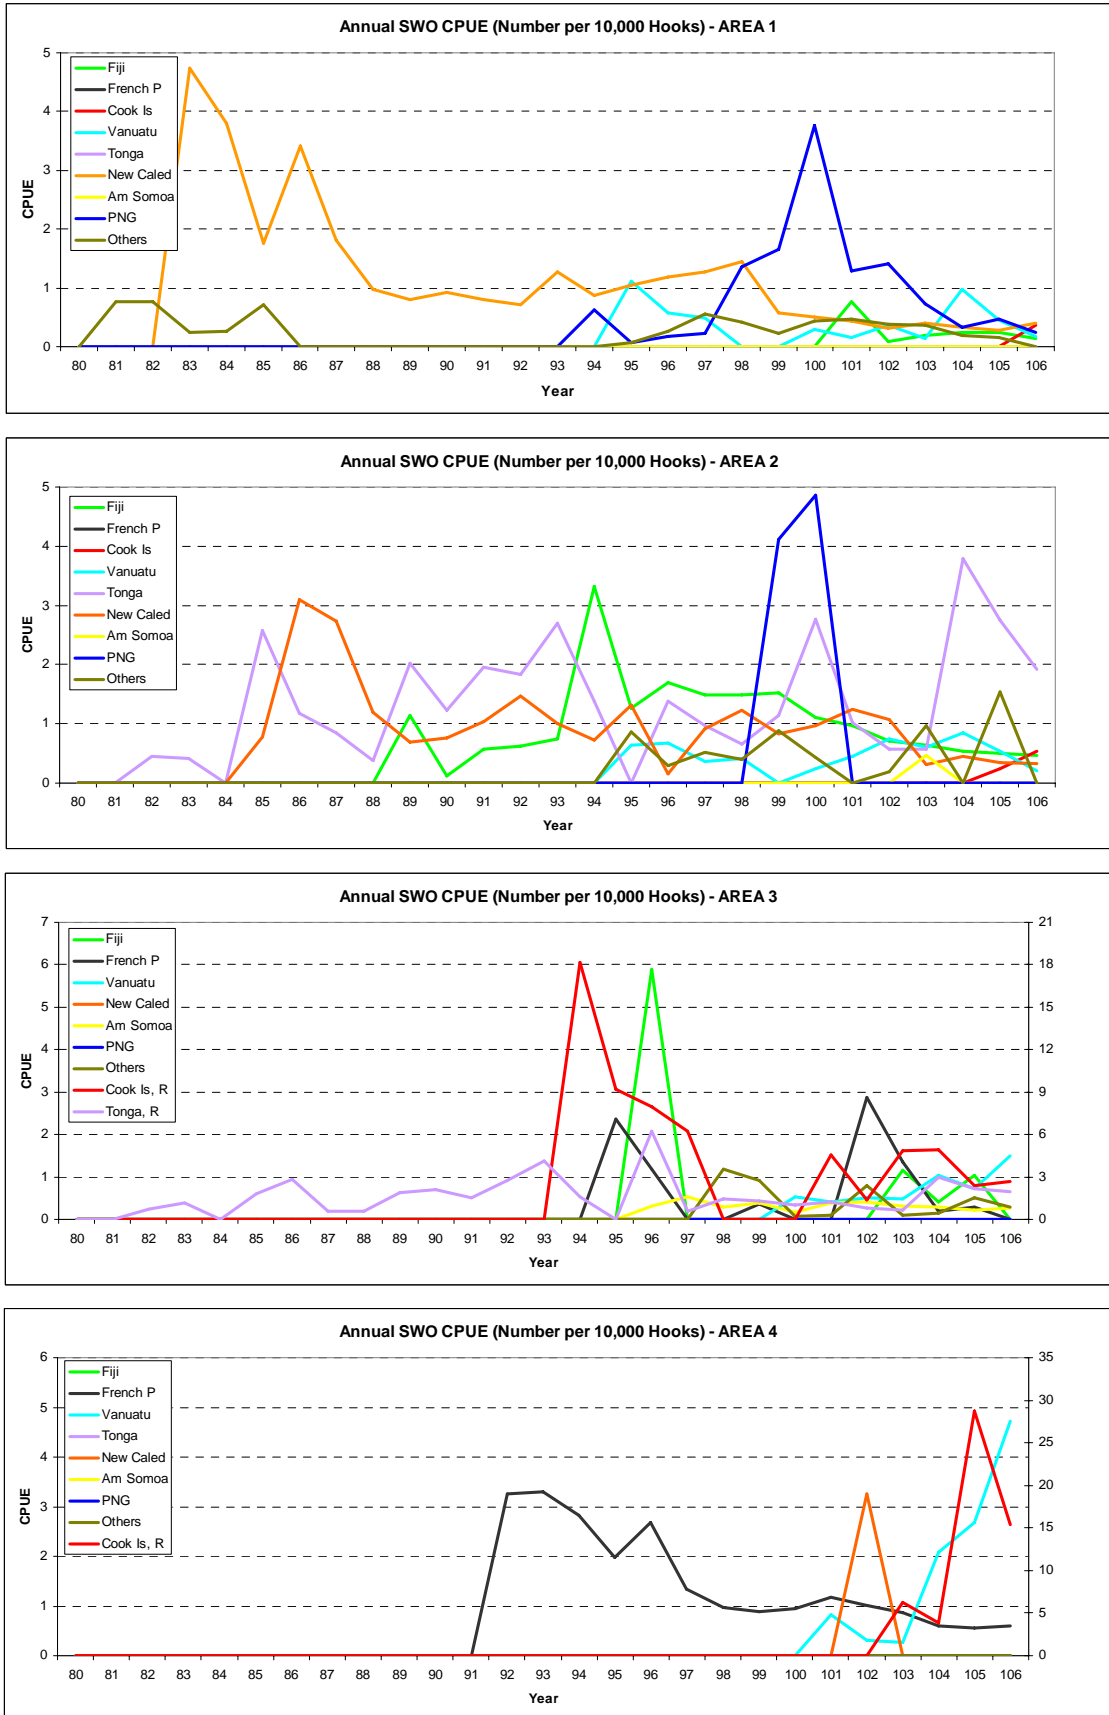 Annual SWO CPUE (Number per 10,000 Hooks) - AREA 1
5
4
3
2
1
0
CPUE
Fiji
French P
Cook Is
Vanuatu
Tonga
New Caled
Am Somoa
PNG
Others
80 81 82 83 84 85 86 87 88 89 90 91 92 93 94 95 96 97 98 99 100 101 102 103 104 105 106
Year
Annual SWO CPUE (Number per 10,000 Hooks) - AREA 2
5
4
3
2
1
0
CPUE
Fiji
French P
Cook Is
Vanuatu
Tonga
New Caled
Am Somoa
PNG
Others
80 81 82 83 84 85 86 87 88 89 90 91 92 93 94 95 96 97 98 99 100 101 102 103 104 105 106
Year
Annual SWO CPUE (Number per 10,000 Hooks) - AREA 3
7
6
5
4
3
2
1
0
CPUE
Fiji
French P
Vanuatu
New Caled
Am Somoa
PNG
Others
Cook Is, R
Tonga, R
21
18
15
12
9
6
3
0
80 81 82 83 84 85 86 87 88 89 90 91 92 93 94 95 96 97 98 99 100 101 102 103 104 105 106
Year
Annual SWO CPUE (Number per 10,000 Hooks) - AREA 4
6
5
4
3
2
1
0
CPUE
Fiji
French P
Vanuatu
Tonga
New Caled
Am Somoa
PNG
Others
Cook Is, R
35
30
25
20
15
10
5
0
80 81 82 83 84 85 86 87 88 89 90 91 92 93 94 95 96 97 98 99 100 101 102 103 104 105 106
Year